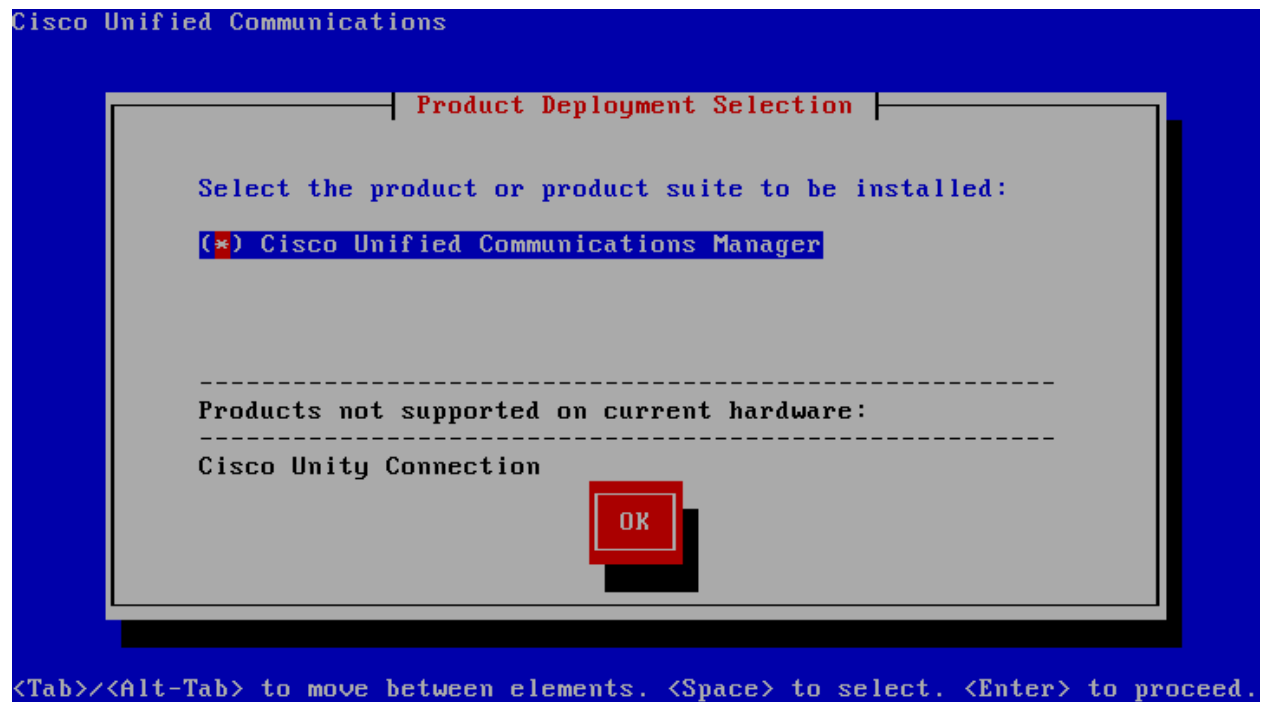 Cisco Unified Communications
Product Deployment Selection
Select the product or product suite to be installed:
(*) Cisco Unified Communications Manager
-------------------------------------------------------
Products not supported on current hardware:
-------------------------------------------------------
Cisco Unity Connection
OK
<Tab>/<Alt-Tab> to move between elements. <Space> to select. <Enter> to proceed.